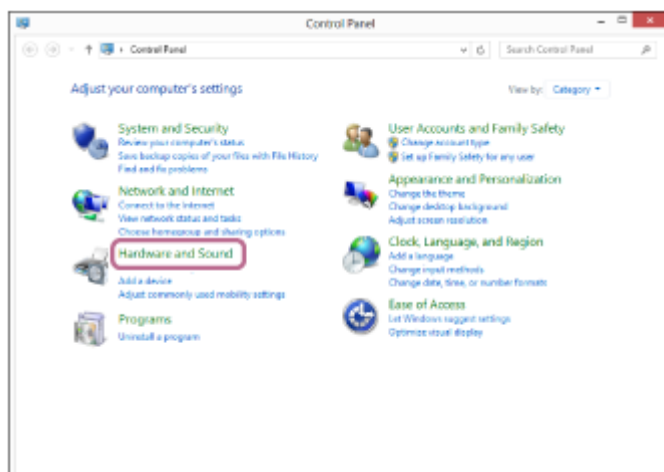 Control Panel
Control Panel
Search Control Panel
Adjust your computer's settings
View by: Category
System and Security
Review your computer's status
Save backup copies of your files with File History
Find and fix problems
Network and Internet
Connect to the Internet
View network status and tasks
Choose homegroup and sharing options
Hardware and Sound
Add a device
Adjust commonly used mobility settings
Programs
Uninstall a program
User Accounts and Family Safety
Change account type
Set up Family Safety for any user
Appearance and Personalization
Change the theme
Change desktop background
Adjust screen resolution
Clock, Language, and Region
Add a language
Change input methods
Change date, time, or number formats
Ease of Access
Let Windows suggest settings
Optimize visual display